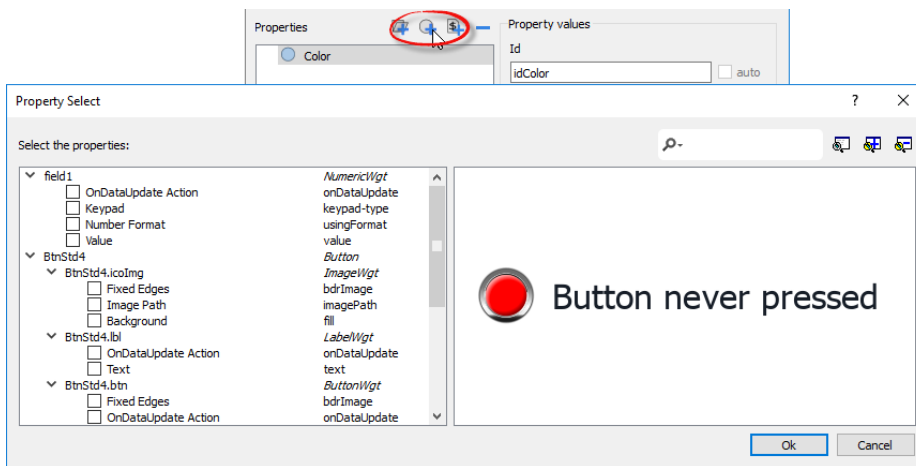 Properties
Property values
Color
Id
idColor
auto
Property Select
?
Select the properties:
field1 NumericWgt
OnDataUpdate Action onDataUpdate
Keypad keypad-type
Number Format usingFormat
Value value
BtnStd4 Button
BtnStd4.icoImg ImageWgt
Fixed Edges bdrImage
Image Path imagePath
Background fill
BtnStd4.lbl LabelWgt
OnDataUpdate Action onDataUpdate
Text text
BtnStd4.btn ButtonWgt
Fixed Edges bdrImage
OnDataUpdate Action onDataUpdate
Button never pressed
Ok
Cancel